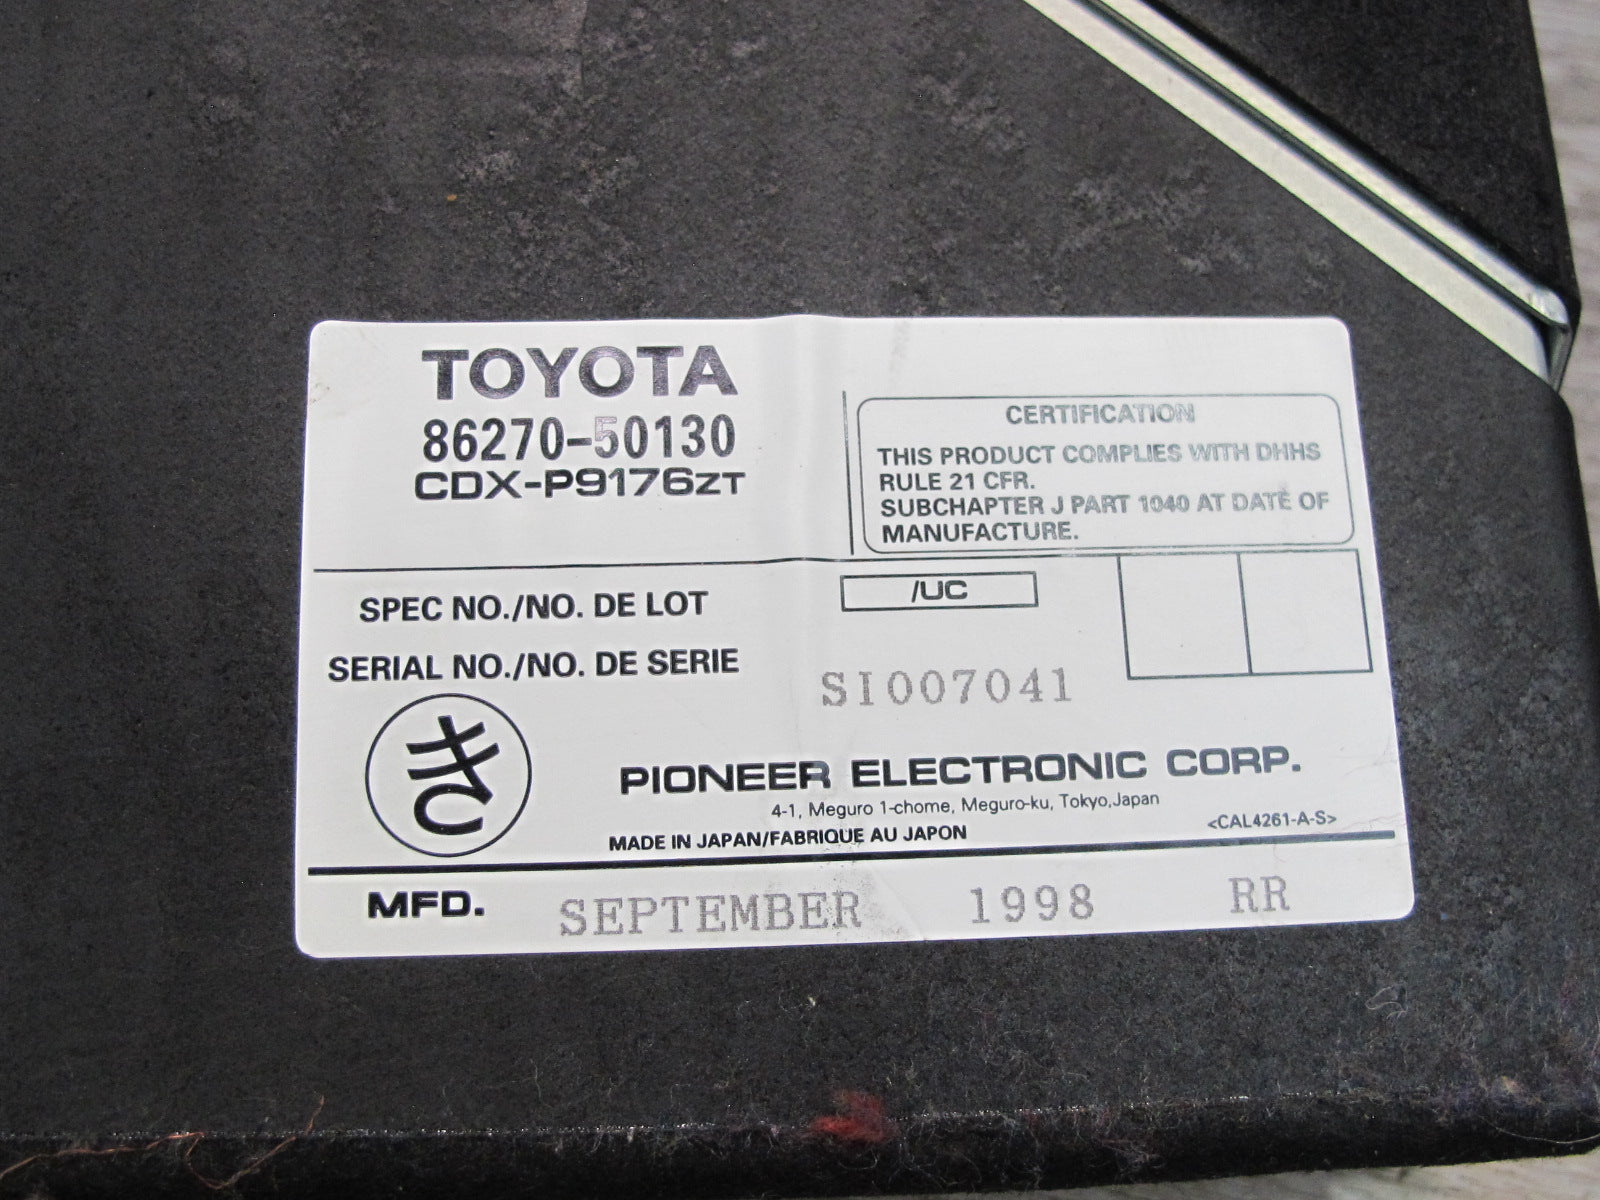 TOYOTA
86270-50130
CDX-P9176ZT
CERTIFICATION
THIS PRODUCT COMPLIES WITH DHHS
RULE 21 CFR.
SUBCHAPTER J PART 1040 AT DATE OF
MANUFACTURE.
SPEC NO./NO. DE LOT
/UC
SERIAL NO./NO. DE SERIE
SI007041
PIONEER ELECTRONIC CORP.
4-1, Meguro 1-chome, Meguro-ku, Tokyo,Japan
MADE IN JAPAN/FABRIQUE AU JAPON
<CAL4261-A-S>
MFD. SEPTEMBER 1998 RR